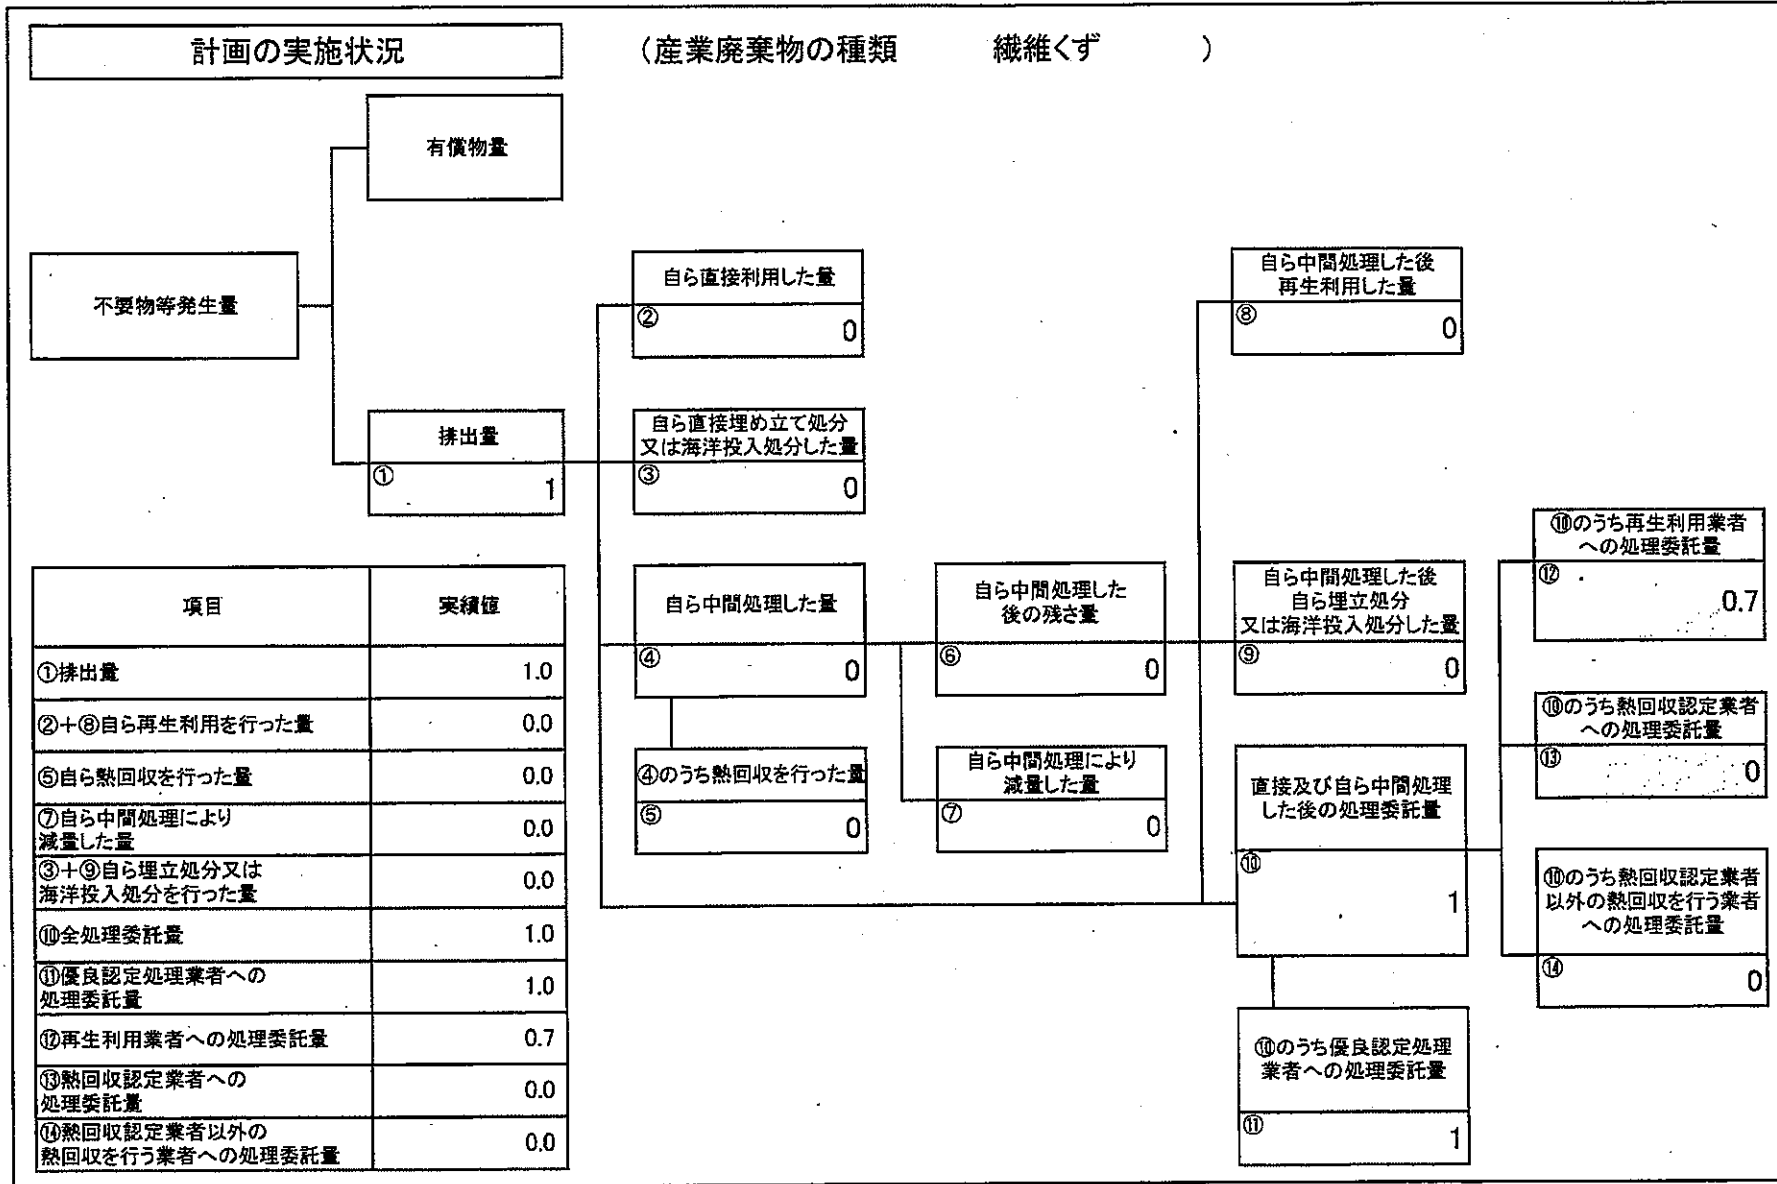 計画の実施状況
(産業廃棄物の種類 繊維くず )
有償物量
不要物等発生量
排出量
① 1
自ら直接利用した量
② 0
自ら直接埋め立て処分
又は海洋投入処分した量
③ 0
自ら中間処理した量
④ 0
④のうち熱回収を行った量
⑤ 0
自ら中間処理した
後の残さ量
⑥ 0
自ら中間処理により
減量した量
⑦ 0
自ら中間処理した後
再生利用した量
⑧ 0
自ら中間処理した後
自ら埋立処分
又は海洋投入処分した量
⑨ 0
直接及び自ら中間処理
した後の処理委託量
⑩ 1
⑩のうち優良認定処理
業者への処理委託量
⑪ 1
⑩のうち再生利用業者
への処理委託量
⑫ 0.7
⑩のうち熱回収認定業者
への処理委託量
⑬ 0
⑩のうち熱回収認定業者
以外の熱回収を行う業者
への処理委託量
⑭ 0
項目 実績値
①排出量 1.0
②+⑧自ら再生利用を行った量 0.0
⑤自ら熱回収を行った量 0.0
⑦自ら中間処理により
減量した量 0.0
③+⑨自ら埋立処分又は
海洋投入処分を行った量 0.0
⑩全処理委託量 1.0
⑪優良認定処理業者への
処理委託量 1.0
⑫再生利用業者への処理委託量 0.7
⑬熱回収認定業者への
処理委託量 0.0
⑭熱回収認定業者以外の
熱回収を行う業者への処理委託量 0.0